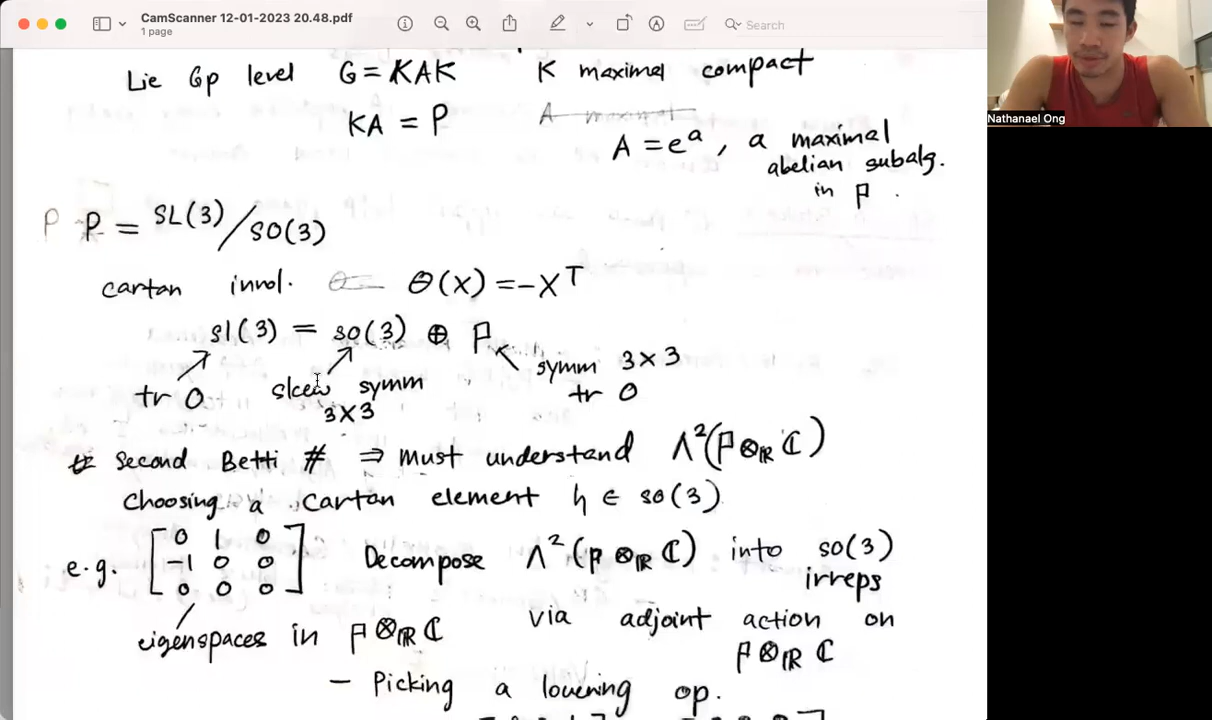 CamScanner 12-01-2023 20.48.pdf
1 page
Search
Nathanael Ong
Lie Gp level G = KAK K maximal compact
KA = P
A = e^a, a maximal
abelian subalg.
in p.
P = SL(3)/SO(3)
cartan invol. θ(X) = -X^T
sl(3) = so(3) ⊕ p
symm 3×3
tr 0
skew symm
3×3
tr 0
Second Betti # ⇒ must understand Λ²(p⊗_ℝ ℂ)
Choosing a Cartan element h ∈ so(3)
e.g. [0 1 0
-1 0 0
0 0 0]
Decompose Λ²(p⊗_ℝ ℂ) into so(3)
irreps
eigenspaces in p⊗_ℝ ℂ
via adjoint action on
p⊗_ℝ ℂ
- Picking a lowering op.